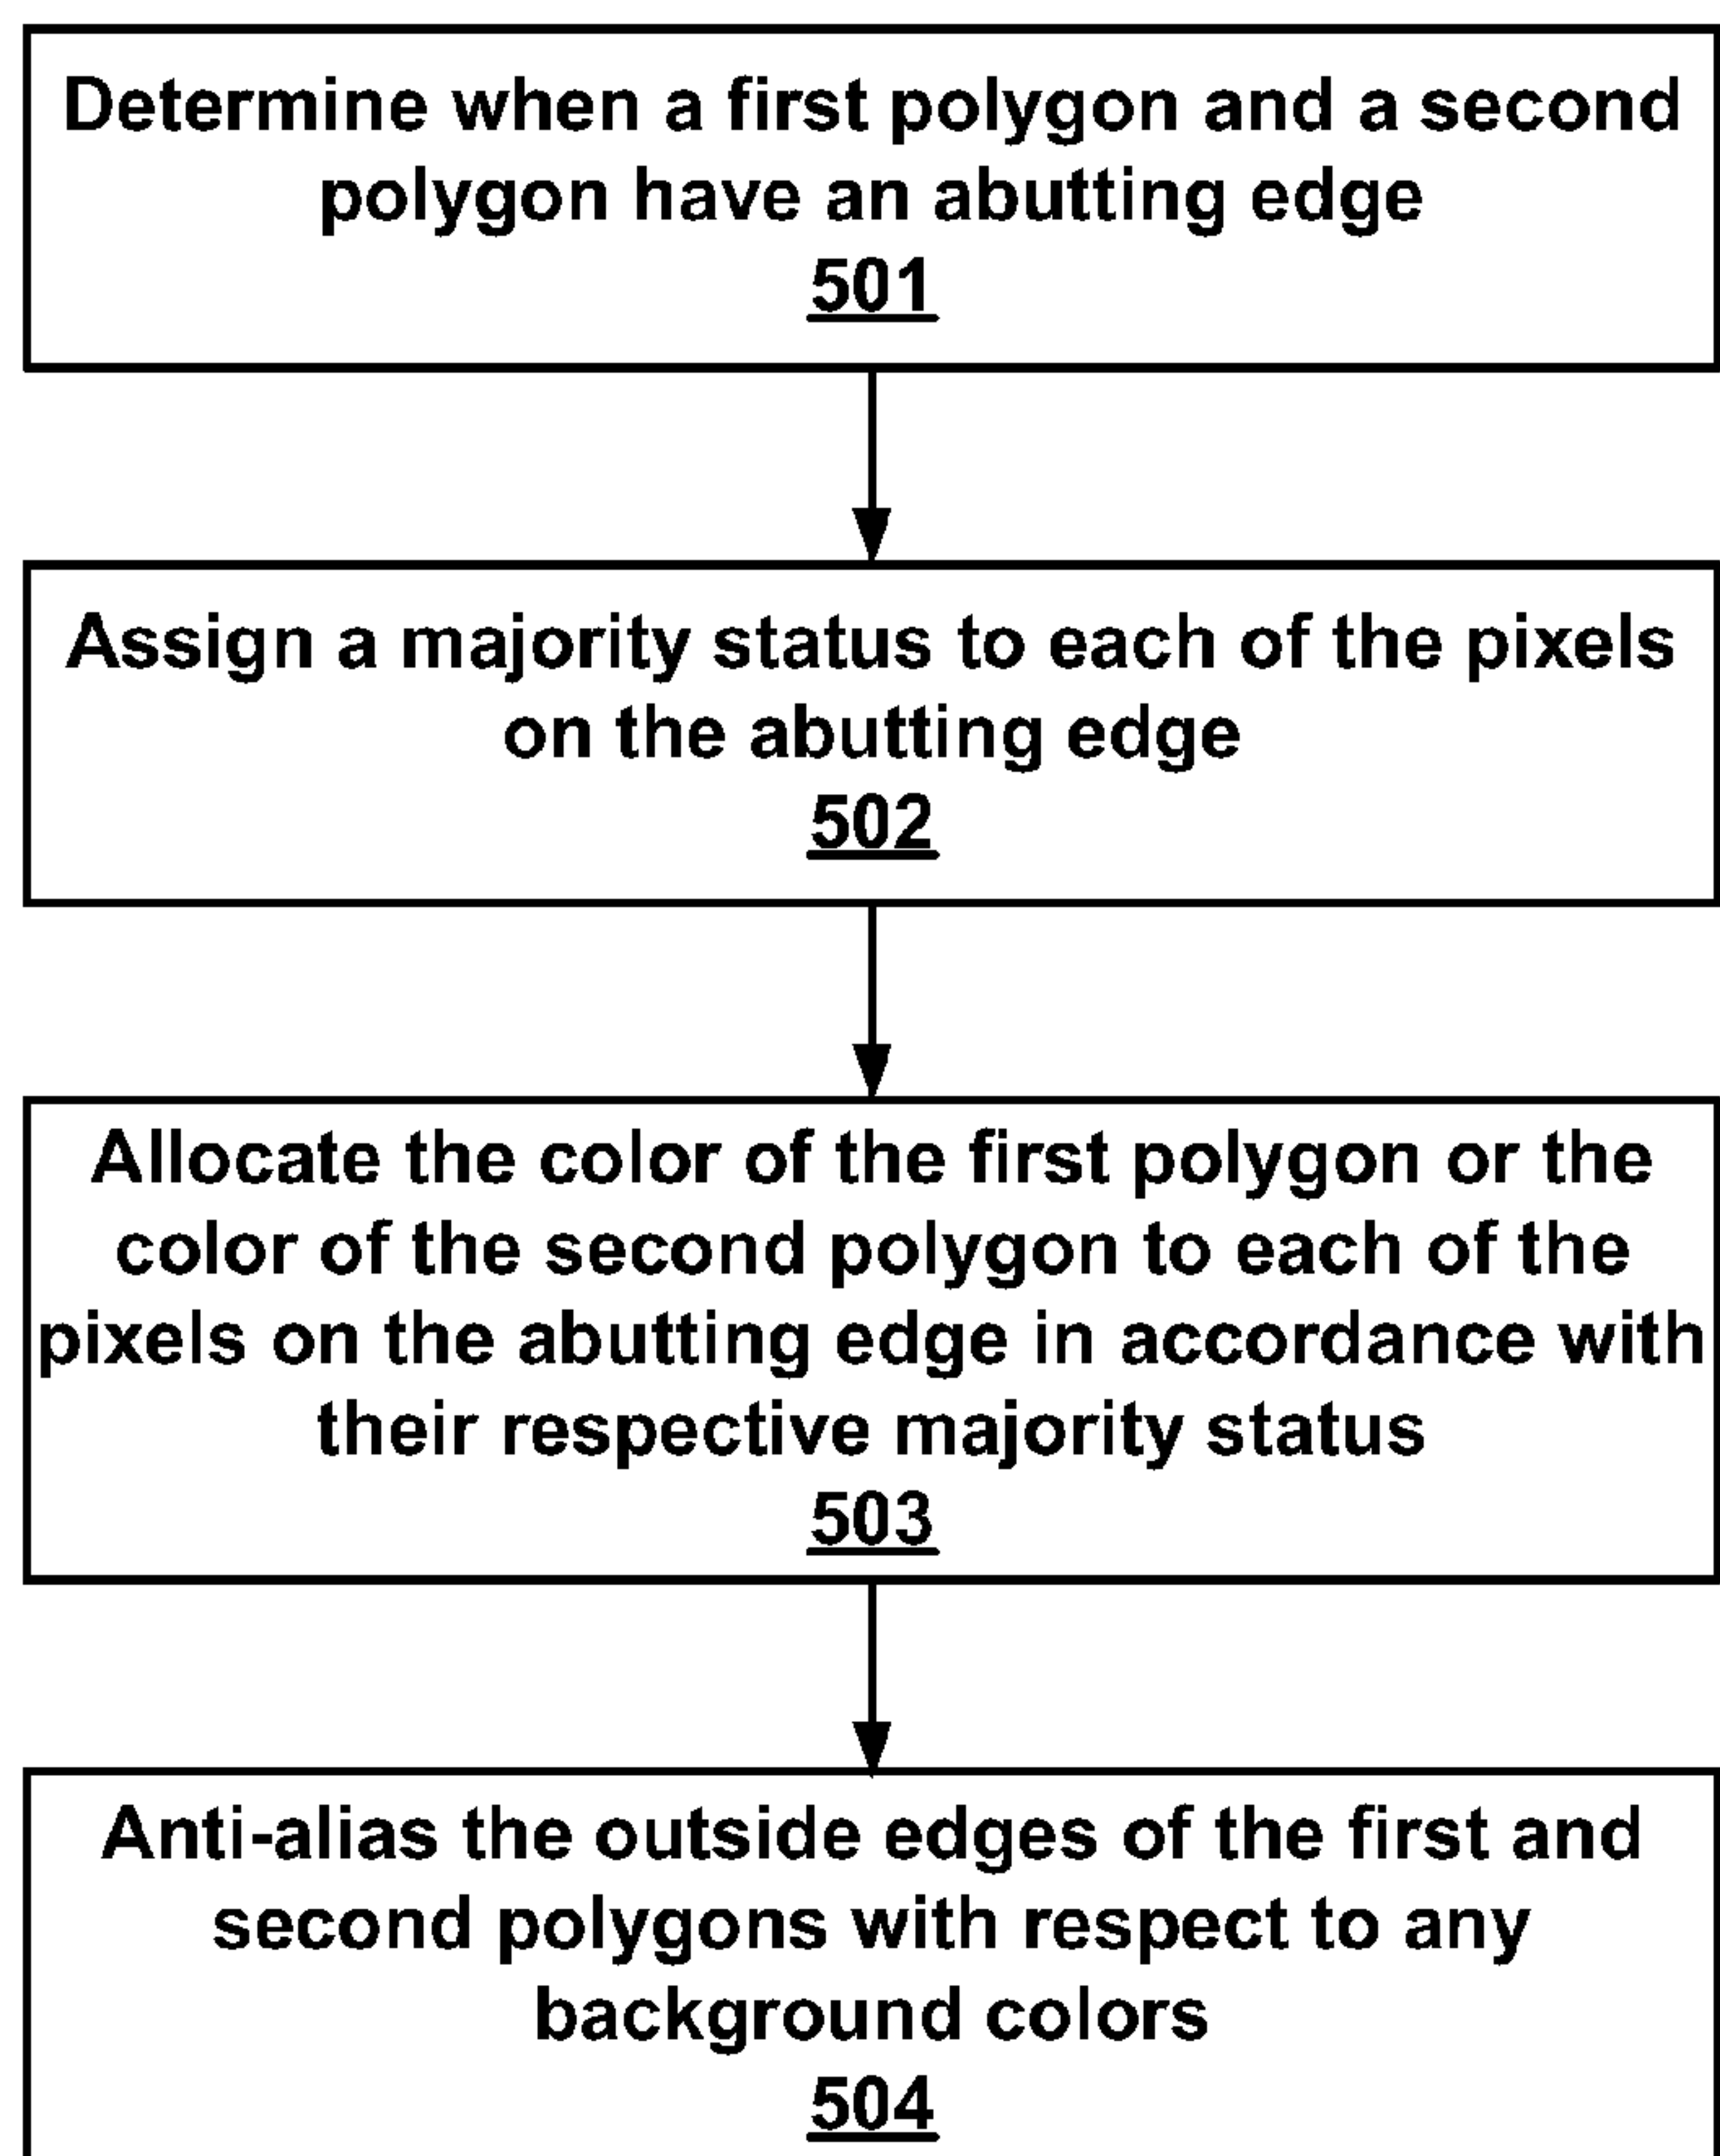 Determine when a first polygon and a second
polygon have an abutting edge
501
Assign a majority status to each of the pixels
on the abutting edge
502
Allocate the color of the first polygon or the
color of the second polygon to each of the
pixels on the abutting edge in accordance with
their respective majority status
503
Anti-alias the outside edges of the first and
second polygons with respect to any
background colors
504